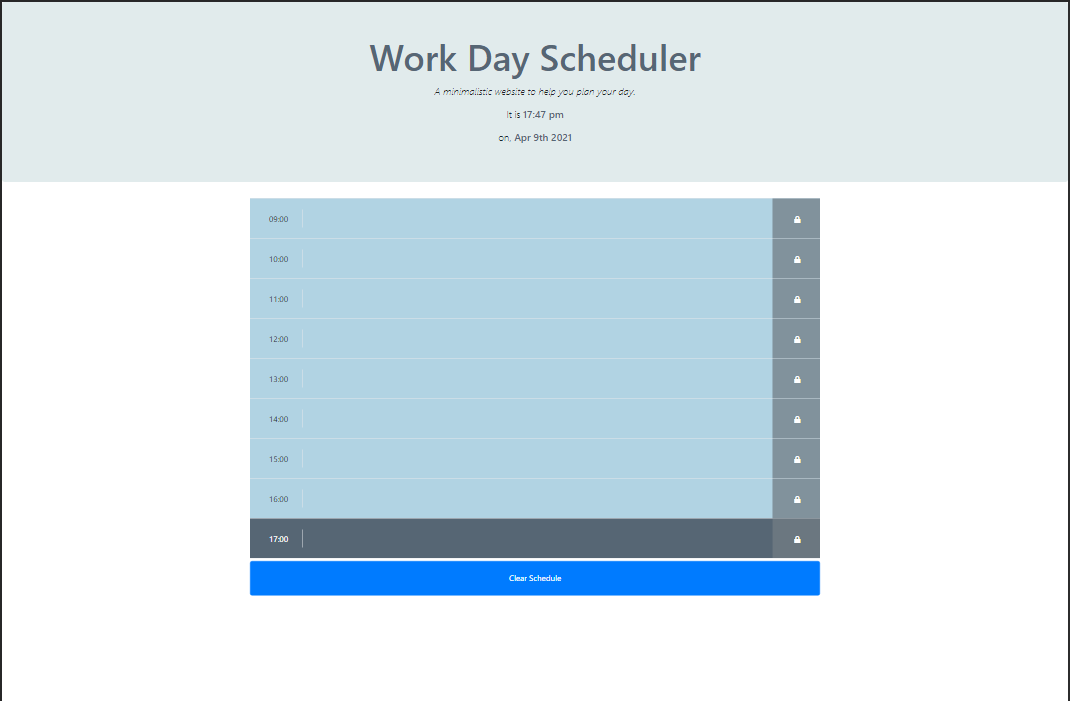 Work Day Scheduler
A minimalistic website to help you plan your day.
It is 17:47 pm
on, Apr 9th 2021
09:00
10:00
11:00
12:00
13:00
14:00
15:00
16:00
17:00
Clear Schedule